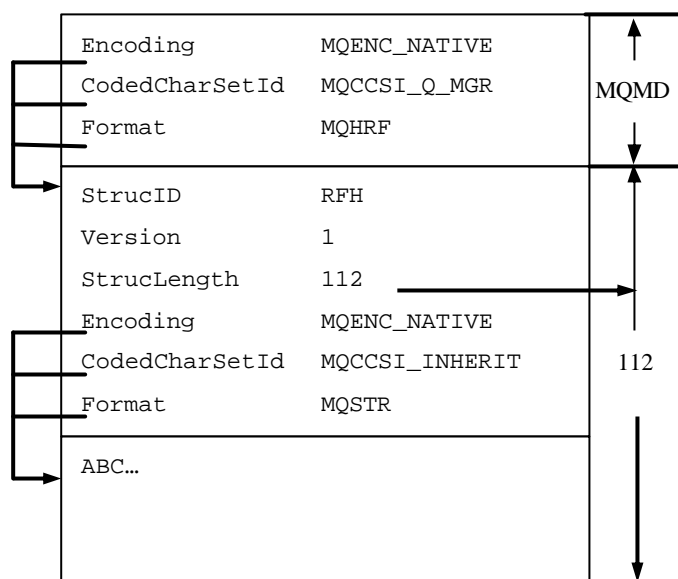 Encoding MQENC_NATIVE
CodedCharSetId MQCCSI_Q_MGR
MQMD
Format MQHRF
StrucID RFH
Version 1
StrucLength 112
Encoding MQENC_NATIVE
CodedCharSetId MQCCSI_INHERIT
112
Format MQSTR
ABC…